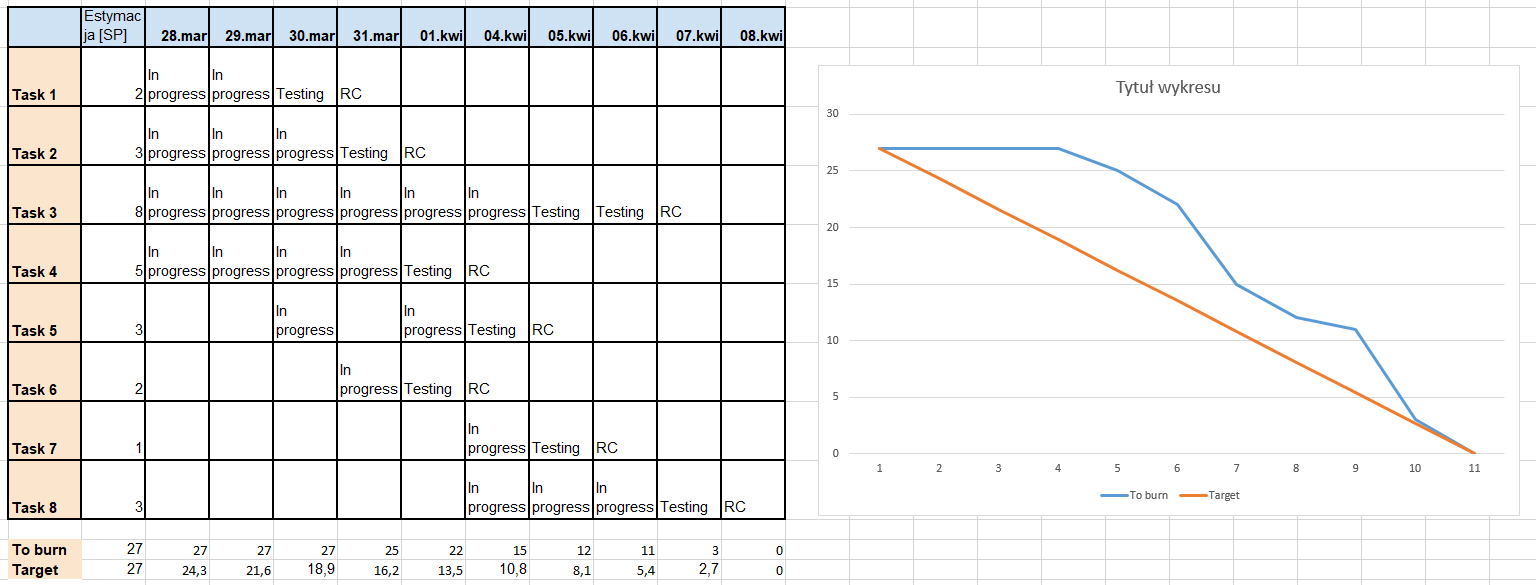 Estymac
ja [SP] 28.mar 29.mar 30.mar 31.mar 01.kwi 04.kwi 05.kwi 06.kwi 07.kwi 08.kwi
In In
Task 1 2 progress progress Testing RC
In In In
Task 2 3 progress progress progress Testing RC
In In In In In In
Task 3 8 progress progress progress progress progress progress Testing Testing RC
In In In In
Task 4 5 progress progress progress progress Testing RC
In In
Task 5 3 progress progress Testing RC
In
Task 6 2 progress Testing RC
In
Task 7 1 progress Testing RC
In In In
Task 8 3 progress progress progress Testing RC
To burn 27 27 27 27 25 22 15 12 11 3 0
Target 27 24,3 21,6 18,9 16,2 13,5 10,8 8,1 5,4 2,7 0
Tytuł wykresu
30
25
20
15
10
5
0
1 2 3 4 5 6 7 8 9 10 11
To burn Target